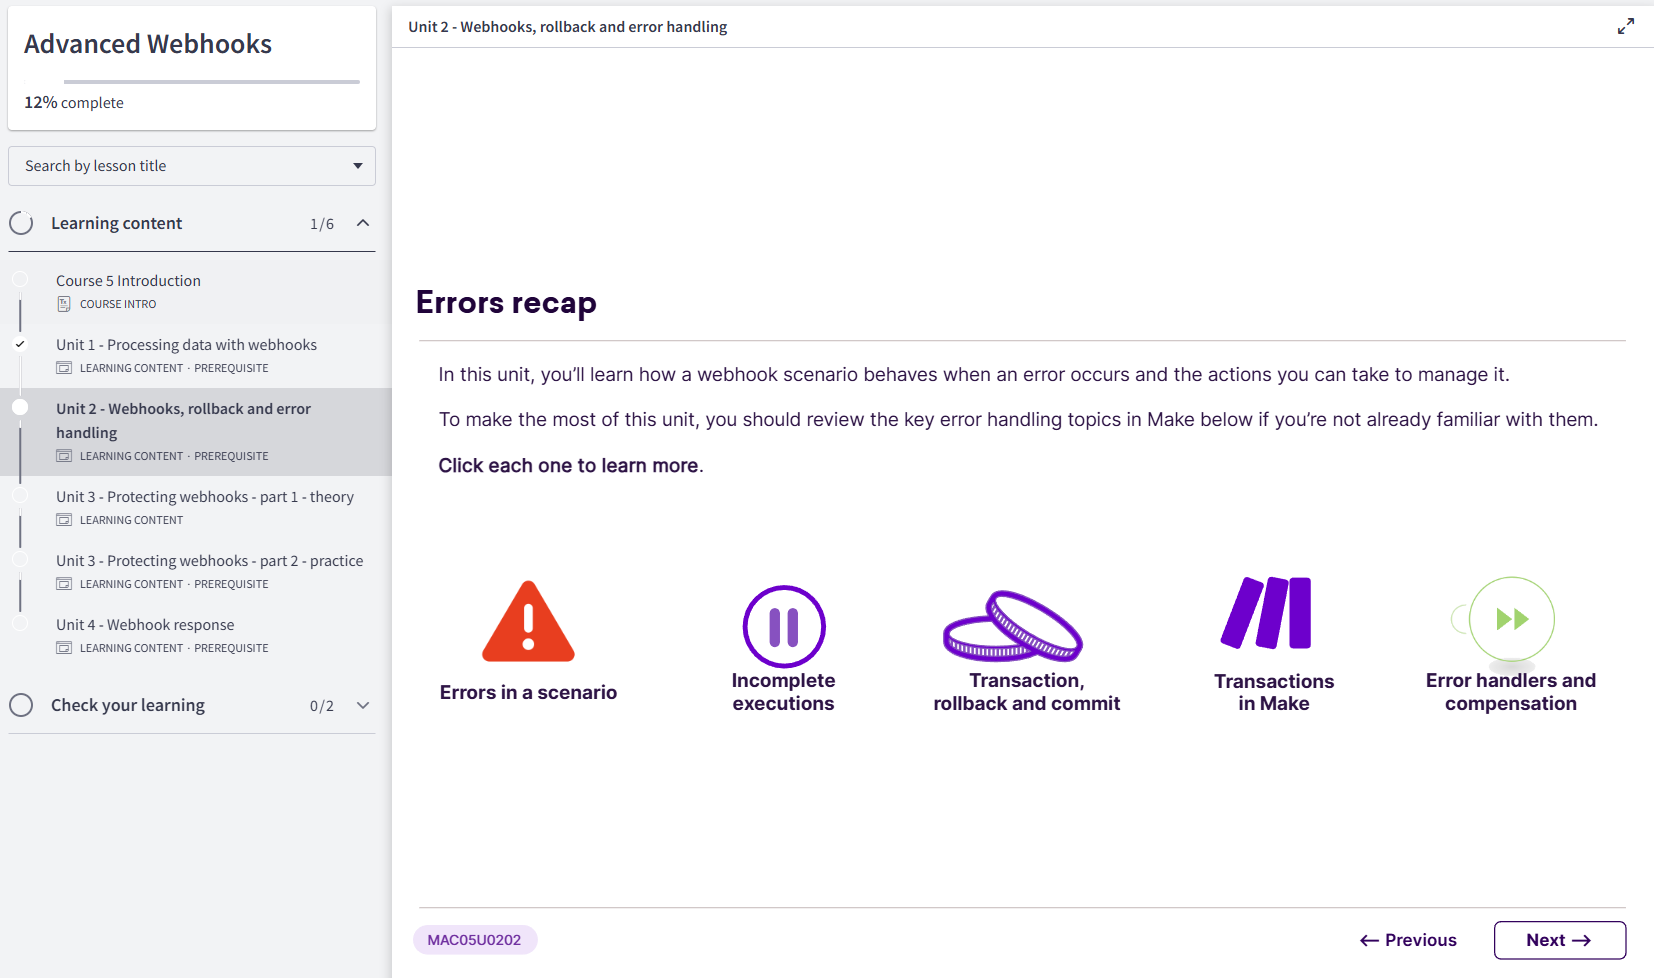 Advanced Webhooks
12% complete
Search by lesson title
Learning content 1/6
Course 5 Introduction
COURSE INTRO
Unit 1 - Processing data with webhooks
LEARNING CONTENT · PREREQUISITE
Unit 2 - Webhooks, rollback and error
handling
LEARNING CONTENT · PREREQUISITE
Unit 3 - Protecting webhooks - part 1 - theory
LEARNING CONTENT
Unit 3 - Protecting webhooks - part 2 - practice
LEARNING CONTENT · PREREQUISITE
Unit 4 - Webhook response
LEARNING CONTENT · PREREQUISITE
Check your learning 0/2
Unit 2 - Webhooks, rollback and error handling
Errors recap
In this unit, you’ll learn how a webhook scenario behaves when an error occurs and the actions you can take to manage it.
To make the most of this unit, you should review the key error handling topics in Make below if you’re not already familiar with them.
Click each one to learn more.
Errors in a scenario
Incomplete
executions
Transaction,
rollback and commit
Transactions
in Make
Error handlers and
compensation
MAC05U0202
← Previous
Next →